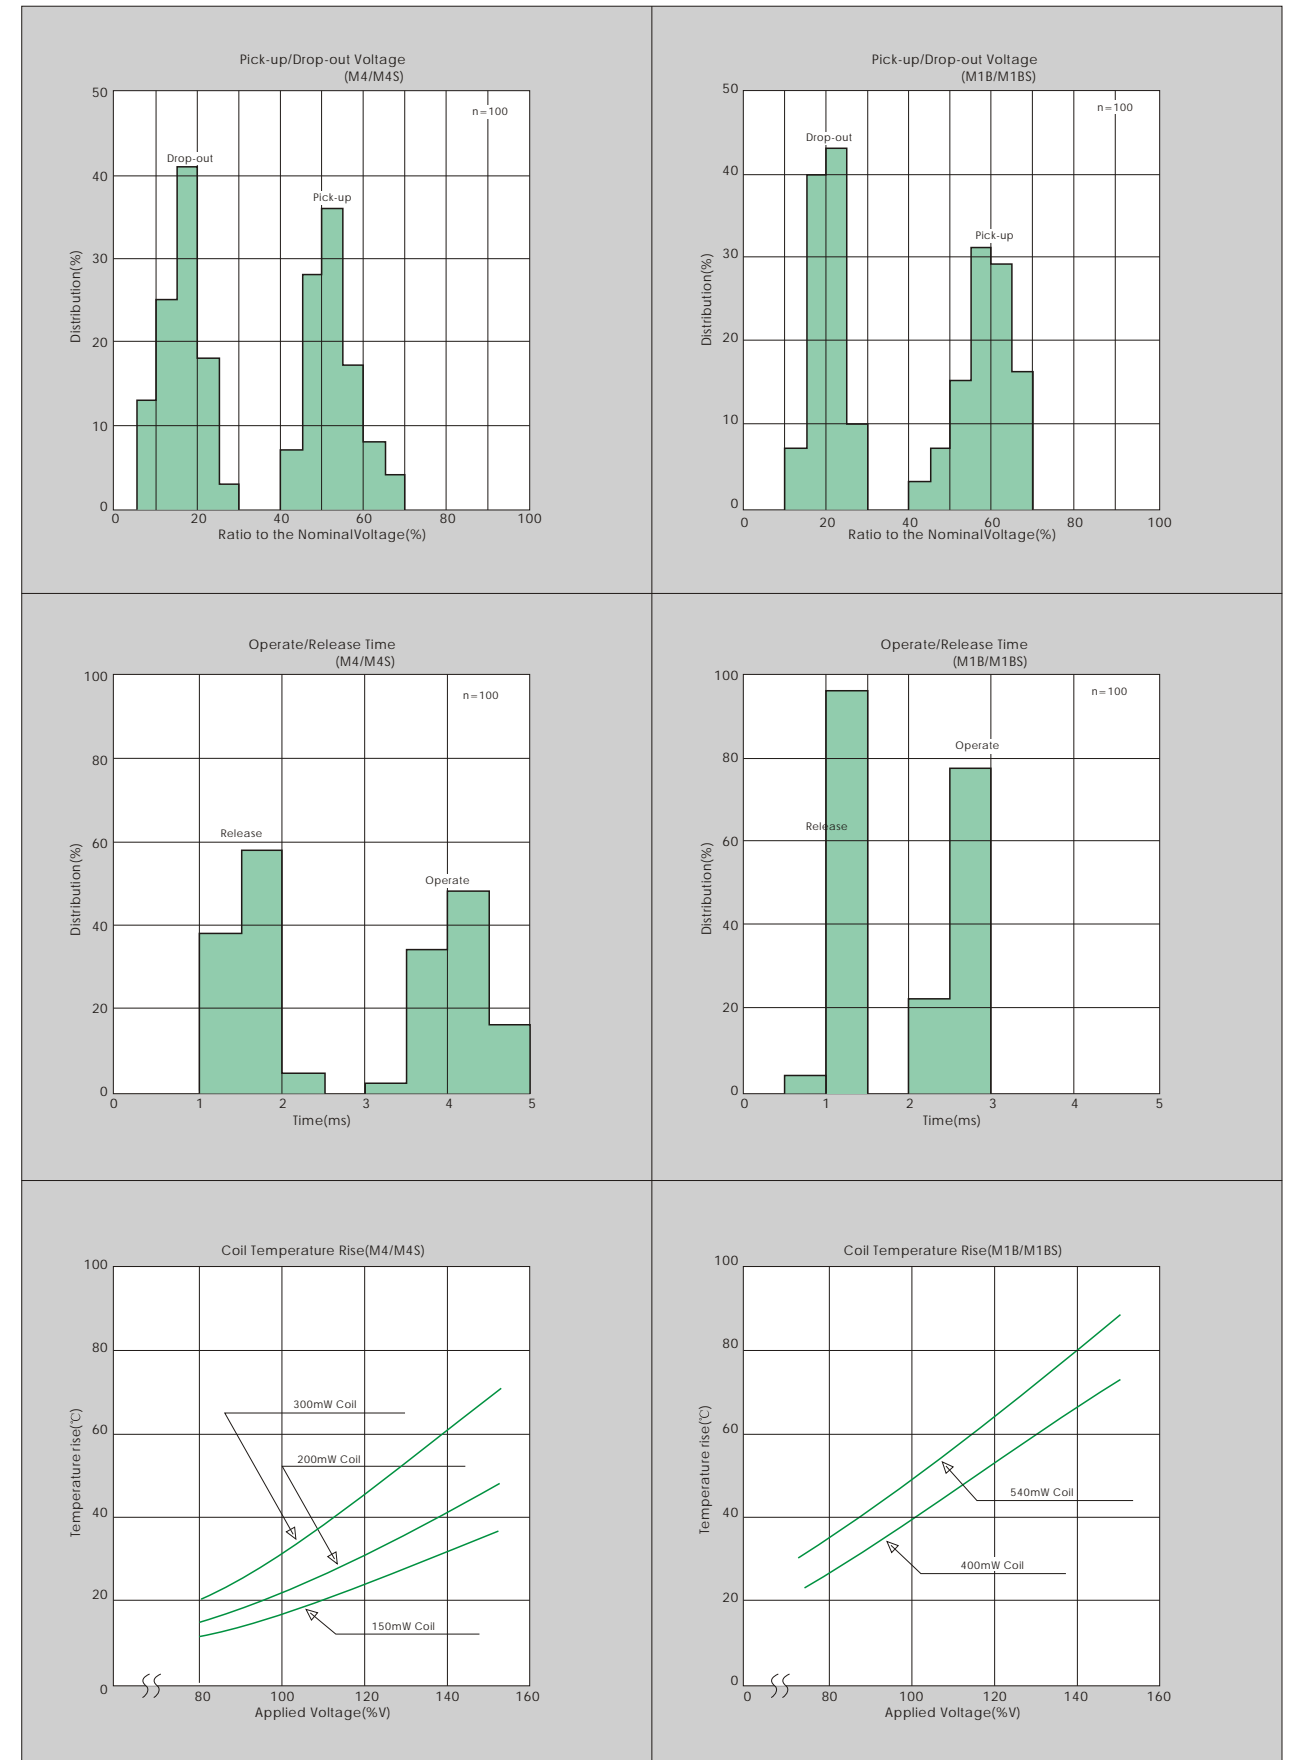 Pick-up/Drop-out Voltage
(M4/M4S)
50
n=100
Drop-out
40
Pick-up
30
Distribution(%)
20
10
0
0 20 40 60 80 100
Ratio to the NominalVoltage(%)
Pick-up/Drop-out Voltage
(M1B/M1BS)
50
n=100
Drop-out
40
Pick-up
30
Distribution(%)
20
10
0
0 20 40 60 80 100
Ratio to the NominalVoltage(%)
Operate/Release Time
(M4/M4S)
100
n=100
80
Release
60
Operate
Distribution(%)
40
20
0
0 1 2 3 4 5
Time(ms)
Operate/Release Time
(M1B/M1BS)
100
n=100
Operate
80
Release
60
Distribution(%)
40
20
0
0 1 2 3 4 5
Time(ms)
Coil Temperature Rise(M4/M4S)
100
80
300mW Coil
60
200mW Coil
Temperature rise(℃)
40
20
150mW Coil
0
80 100 120 140 160
Applied Voltage(%V)
Coil Temperature Rise(M1B/M1BS)
100
80
60
Temperature rise(℃)
540mW Coil
40
400mW Coil
20
0
0 80 100 120 140 160
Applied Voltage(%V)